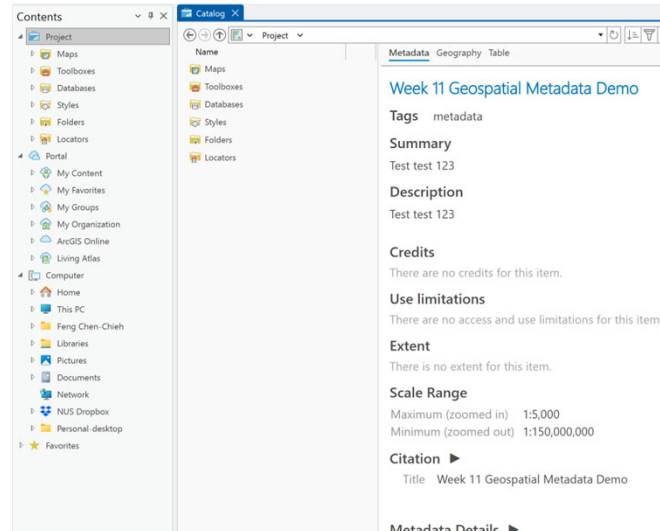 Contents
Project
Maps
Toolboxes
Databases
Styles
Folders
Locators
Portal
My Content
My Favorites
My Groups
My Organization
ArcGIS Online
Living Atlas
Computer
Home
This PC
Feng Chen-Chieh
Libraries
Pictures
Documents
Network
NUS Dropbox
Personal-desktop
Favorites
Catalog
Project
Name
Maps
Toolboxes
Databases
Styles
Folders
Locators
Metadata Geography Table
Week 11 Geospatial Metadata Demo
Tags metadata
Summary
Test test 123
Description
Test test 123
Credits
There are no credits for this item.
Use limitations
There are no access and use limitations for this item
Extent
There is no extent for this item.
Scale Range
Maximum (zoomed in) 1:5,000
Minimum (zoomed out) 1:150,000,000
Citation
Title Week 11 Geospatial Metadata Demo
Metadata Details